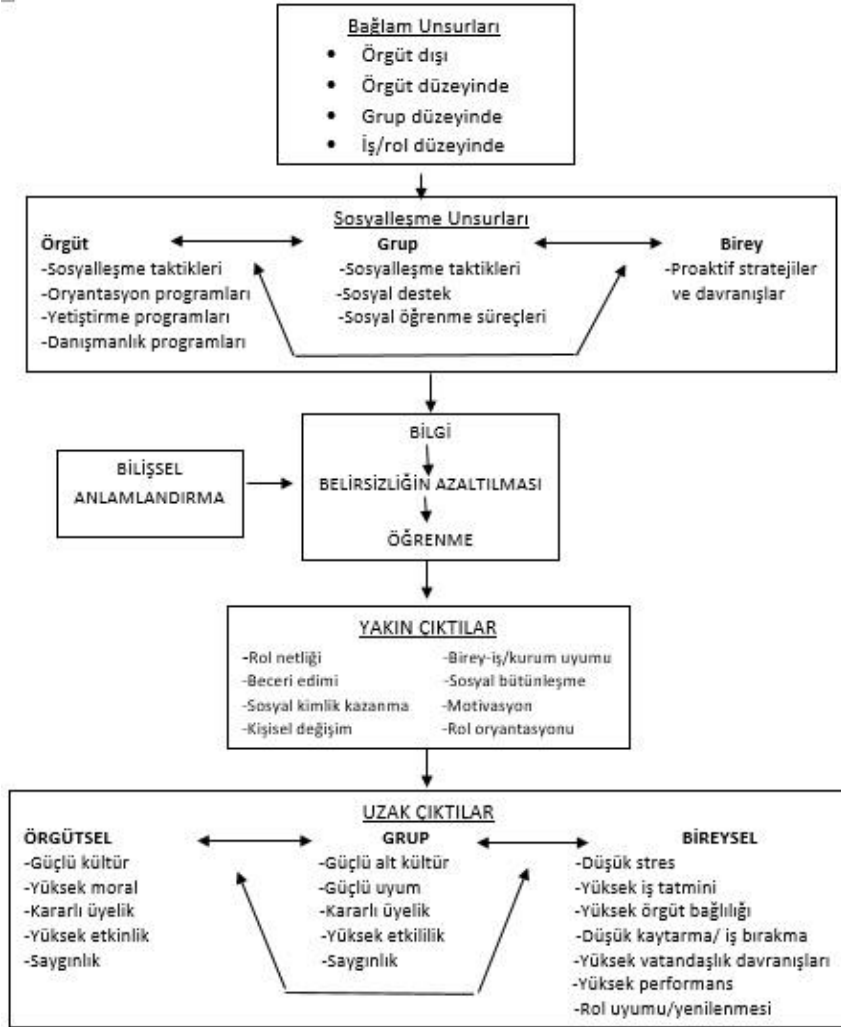 Bağlam Unsurları
• Örgüt dışı
• Örgüt düzeyinde
• Grup düzeyinde
• İş/rol düzeyinde
Sosyalleşme Unsurları
Örgüt
-Sosyalleşme taktikleri
-Oryantasyon programları
-Yetiştirme programları
-Danışmanlık programları
Grup
-Sosyalleşme taktikleri
-Sosyal destek
-Sosyal öğrenme süreçleri
Birey
-Proaktif stratejiler
ve davranışlar
BİLİŞSEL
ANLAMLANDIRMA
BİLGİ
BELİRSİZLİĞİN AZALTILMASI
ÖĞRENME
YAKIN ÇIKTILAR
-Rol netliği
-Beceri edimi
-Sosyal kimlik kazanma
-Kişisel değişim
-Birey-iş/kurum uyumu
-Sosyal bütünleşme
-Motivasyon
-Rol oryantasyonu
UZAK ÇIKTILAR
ÖRGÜTSEL
-Güçlü kültür
-Yüksek moral
-Kararlı üyelik
-Yüksek etkinlik
-Saygınlık
GRUP
-Güçlü alt kültür
-Güçlü uyum
-Kararlı üyelik
-Yüksek etkililik
-Saygınlık
BİREYSEL
-Düşük stres
-Yüksek iş tatmini
-Yüksek örgüt bağlılığı
-Düşük kaytarma/ iş bırakma
-Yüksek vatandaşlık davranışları
-Yüksek performans
-Rol uyumu/yenilenmesi